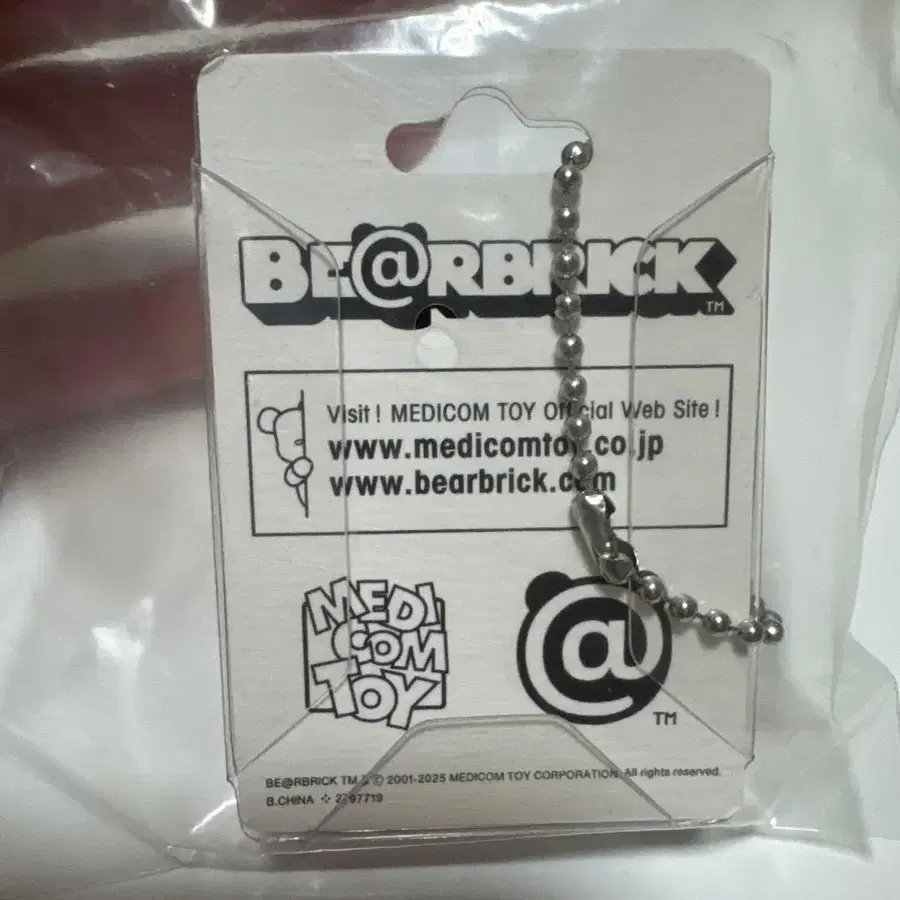 BE@RBRICK TM
Visit! MEDICOM TOY Official Web Site!
www.medicomtoy.co.jp
www.bearbrick.com
MEDI
COM
TOY
@ TM
BE@RBRICK TM & © 2001-2025 MEDICOM TOY CORPORATION. All rights reserved.
B.CHINA